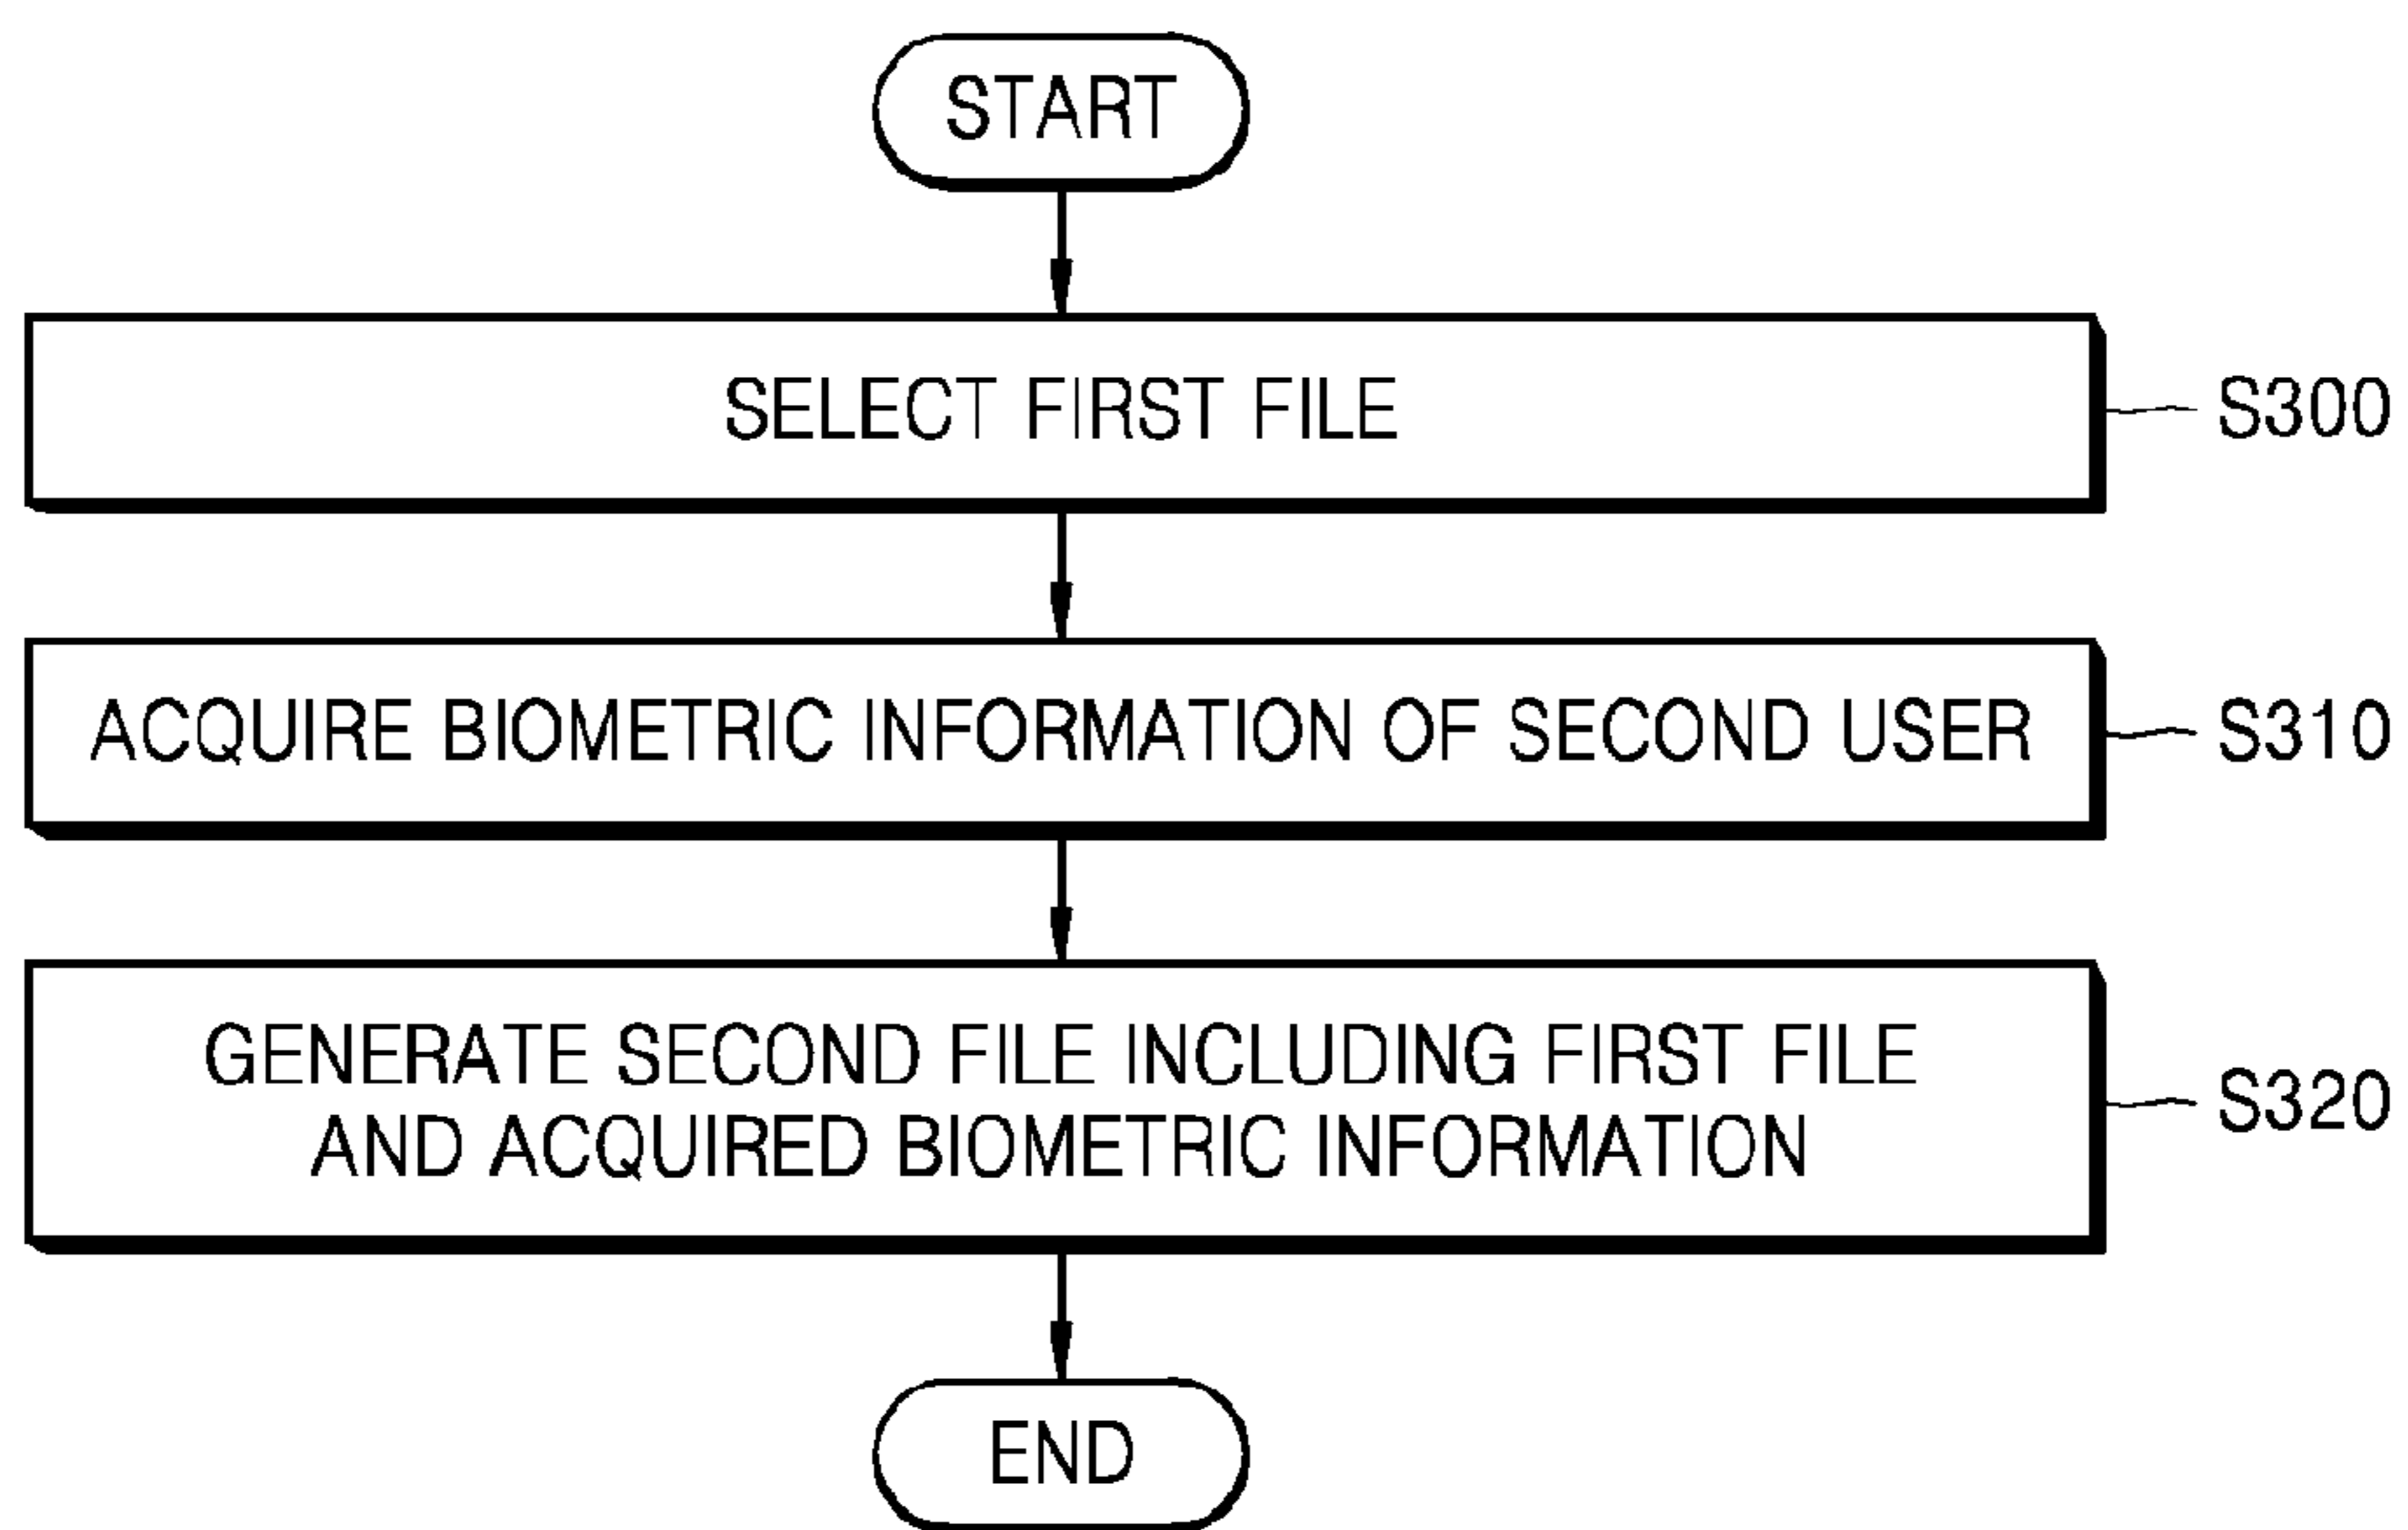 START
SELECT FIRST FILE
S300
ACQUIRE BIOMETRIC INFORMATION OF SECOND USER
S310
GENERATE SECOND FILE INCLUDING FIRST FILE
AND ACQUIRED BIOMETRIC INFORMATION
S320
END